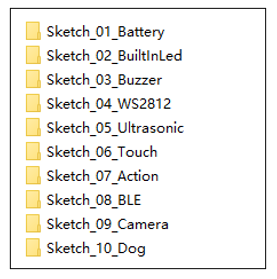 Sketch_01_Battery
Sketch_02_BuiltInLed
Sketch_03_Buzzer
Sketch_04_WS2812
Sketch_05_Ultrasonic
Sketch_06_Touch
Sketch_07_Action
Sketch_08_BLE
Sketch_09_Camera
Sketch_10_Dog